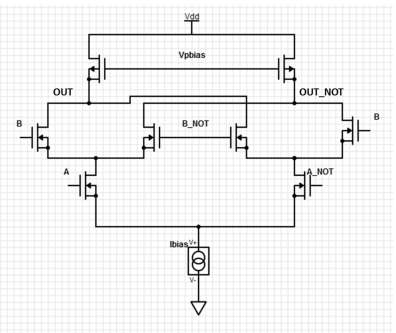 Vdd
Vpbias
OUT
OUT_NOT
B
B_NOT
B
A
A_NOT
Ibias
V+
V-